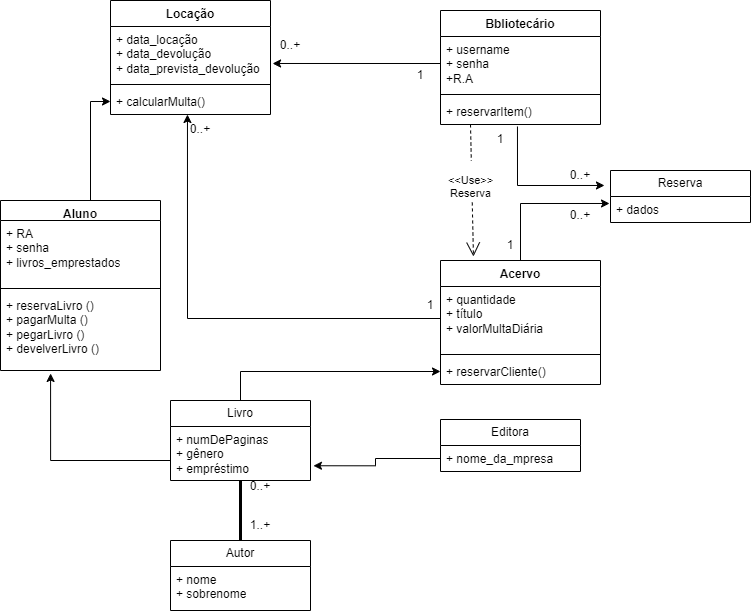 Locação
+ data_locação
+ data_devolução
+ data_prevista_devolução
+ calcularMulta()
0..+
1
Bbliotecário
+ username
+ senha
+R.A
+ reservarItem()
0..+
1
<<Use>>
Reserva
0..+
Reserva
+ dados
0..+
1
Aluno
+ RA
+ senha
+ livros_emprestados
+ reservaLivro ()
+ pagarMulta ()
+ pegarLivro ()
+ develverLivro ()
Acervo
+ quantidade
+ título
+ valorMultaDiária
+ reservarCliente()
1
Livro
+ numDePaginas
+ gênero
+ empréstimo
Editora
+ nome_da_mpresa
0..+
1..+
Autor
+ nome
+ sobrenome